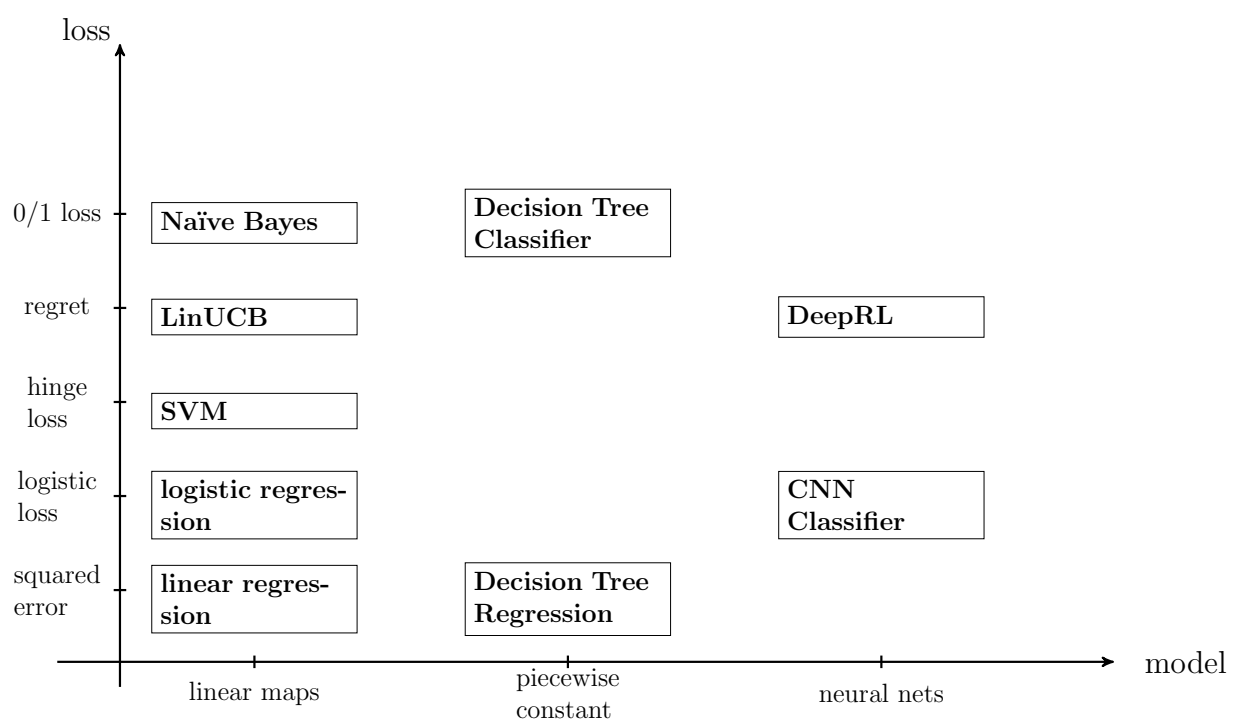 loss
0/1 loss
Naïve Bayes
Decision Tree
Classifier
regret
LinUCB
DeepRL
hinge
loss
SVM
logistic
loss
logistic regres-
sion
CNN
Classifier
squared
error
linear regres-
sion
Decision Tree
Regression
model
linear maps
piecewise
constant
neural nets